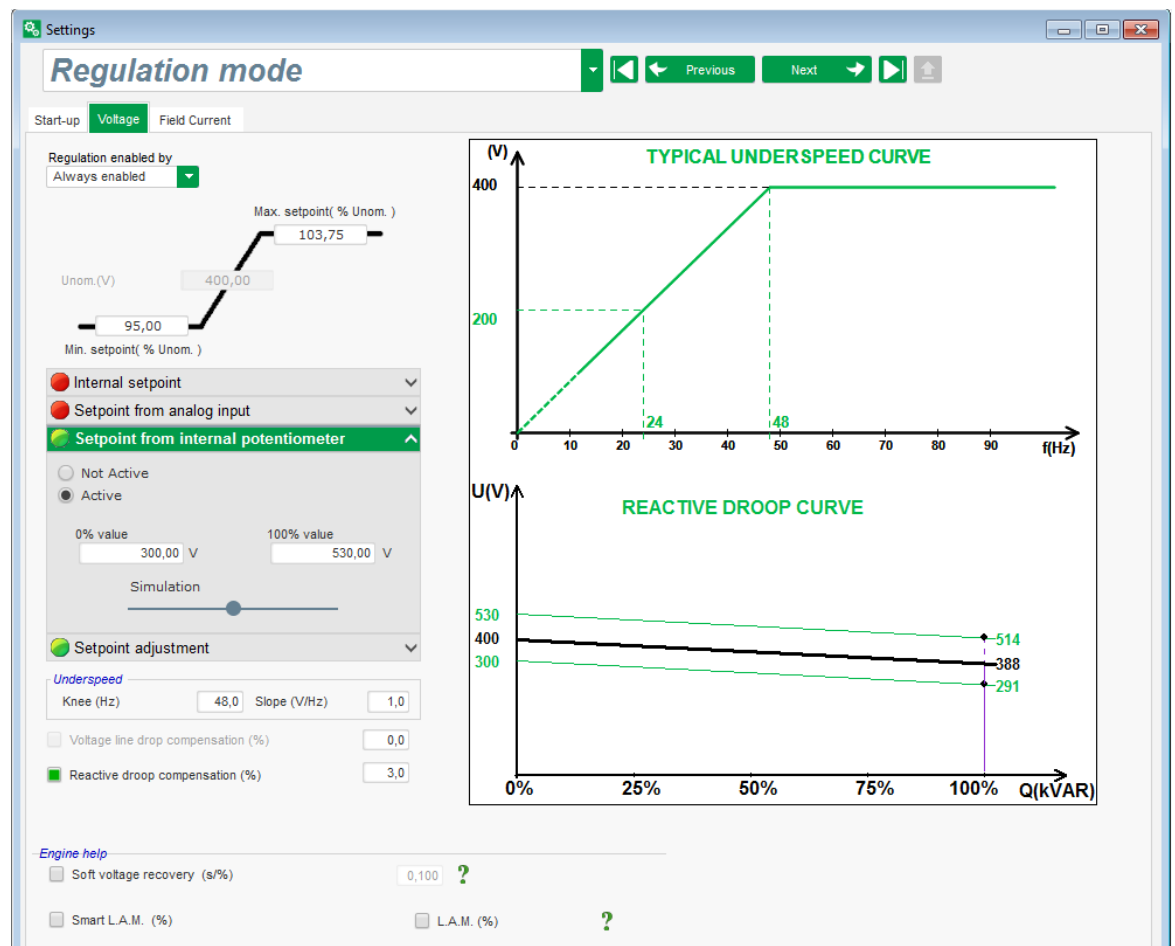 Settings
Regulation mode
Previous
Next
Start-up
Voltage
Field Current
Regulation enabled by
Always enabled
Max. setpoint( % Unom. )
103,75
Unom.(V)
400,00
95,00
Min. setpoint( % Unom. )
Internal setpoint
Setpoint from analog input
Setpoint from internal potentiometer
Not Active
Active
0% value
100% value
300,00 V
530,00 V
Simulation
Setpoint adjustment
Underspeed
Knee (Hz) 48,0 Slope (V/Hz) 1,0
Voltage line drop compensation (%) 0,0
Reactive droop compensation (%) 3,0
(V)
TYPICAL UNDERSPEED CURVE
400
200
24
48
0 10 20 30 40 50 60 70 80 90 f(Hz)
U(V)
REACTIVE DROOP CURVE
530
514
400
388
300
291
0% 25% 50% 75% 100% Q(kVAR)
Engine help
Soft voltage recovery (s/%) 0,100 ?
Smart L.A.M. (%)
L.A.M. (%) ?